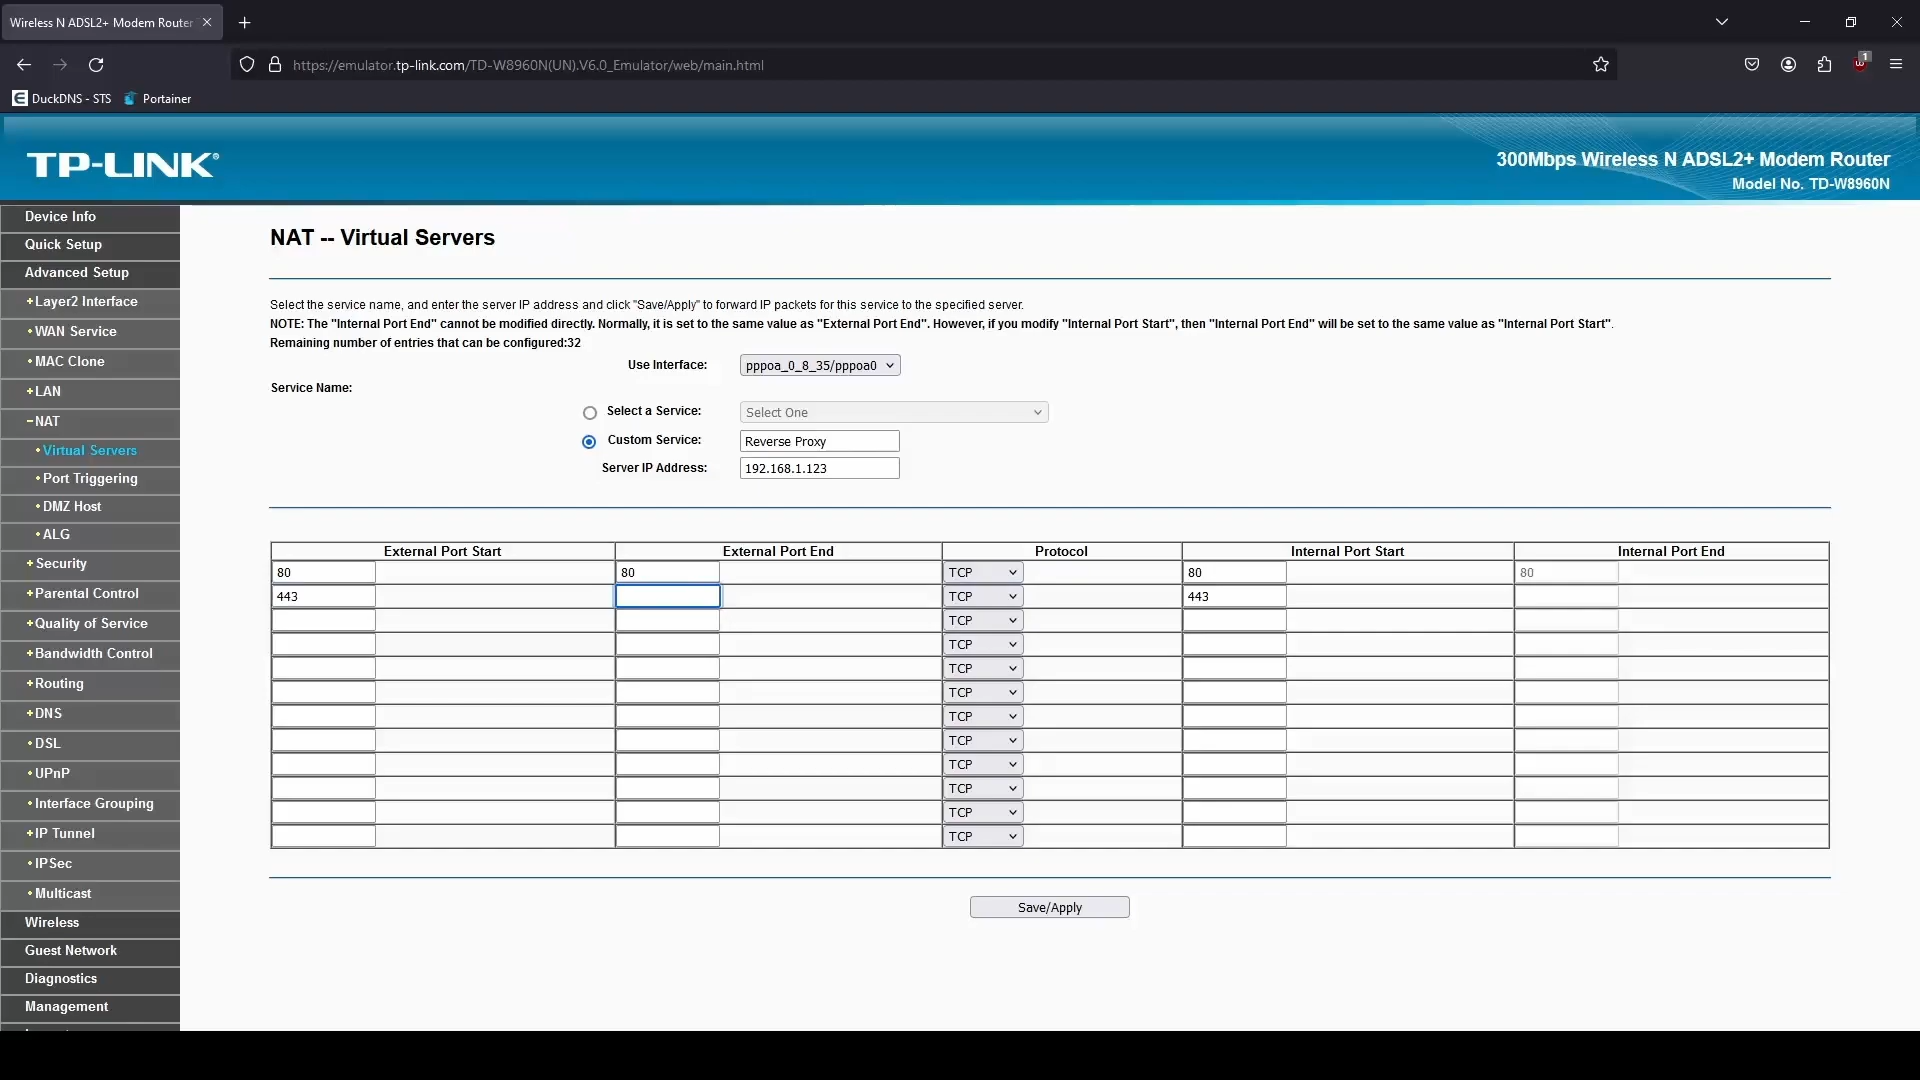 Wireless N ADSL2+ Modem Router
https://emulator.tp-link.com/TD-W8960N(UN).V6.0_Emulator/web/main.html
1
DuckDNS - STS
Portainer
TP-LINK®
300Mbps Wireless N ADSL2+ Modem Router
Model No. TD-W8960N
Device Info
Quick Setup
Advanced Setup
+Layer2 Interface
•WAN Service
•MAC Clone
+LAN
−NAT
•Virtual Servers
•Port Triggering
•DMZ Host
•ALG
+Security
+Parental Control
+Quality of Service
+Bandwidth Control
+Routing
+DNS
•DSL
•UPnP
•Interface Grouping
+IP Tunnel
•IPSec
•Multicast
Wireless
Guest Network
Diagnostics
Management
NAT -- Virtual Servers
Select the service name, and enter the server IP address and click "Save/Apply" to forward IP packets for this service to the specified server.
NOTE: The "Internal Port End" cannot be modified directly. Normally, it is set to the same value as "External Port End". However, if you modify "Internal Port Start", then "Internal Port End" will be set to the same value as "Internal Port Start".
Remaining number of entries that can be configured:32
Use Interface: pppoa_0_8_35/pppoa0
Service Name:
Select a Service: Select One
Custom Service: Reverse Proxy
Server IP Address: 192.168.1.123
External Port Start External Port End Protocol Internal Port Start Internal Port End
80 80 TCP 80 80
443 TCP 443
TCP
TCP
TCP
TCP
TCP
TCP
TCP
TCP
TCP
TCP
Save/Apply